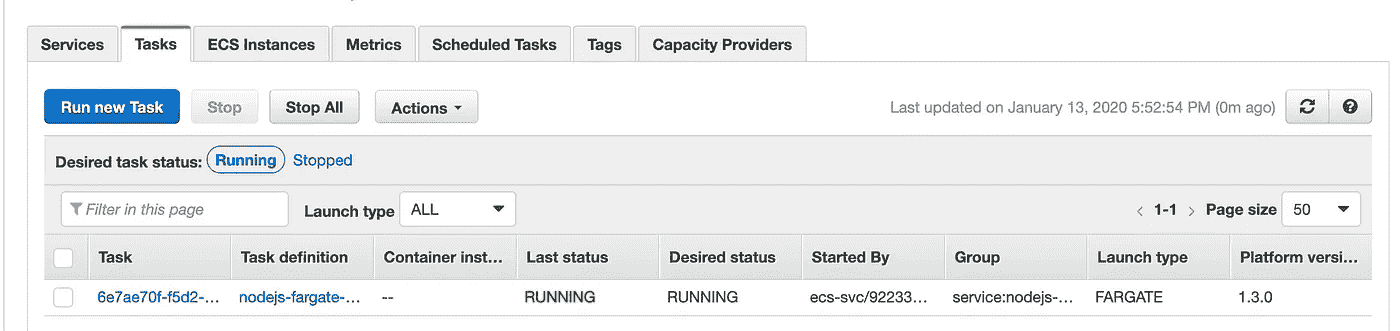 Services Tasks ECS Instances Metrics Scheduled Tasks Tags Capacity Providers
Run new Task Stop Stop All Actions Last updated on January 13, 2020 5:52:54 PM (0m ago)
Desired task status: Running Stopped
Filter in this page Launch type ALL 1-1 Page size 50
Task Task definition Container inst... Last status Desired status Started By Group Launch type Platform versi...
6e7ae70f-f5d2-... nodejs-fargate-... -- RUNNING RUNNING ecs-svc/92233... service:nodejs-... FARGATE 1.3.0